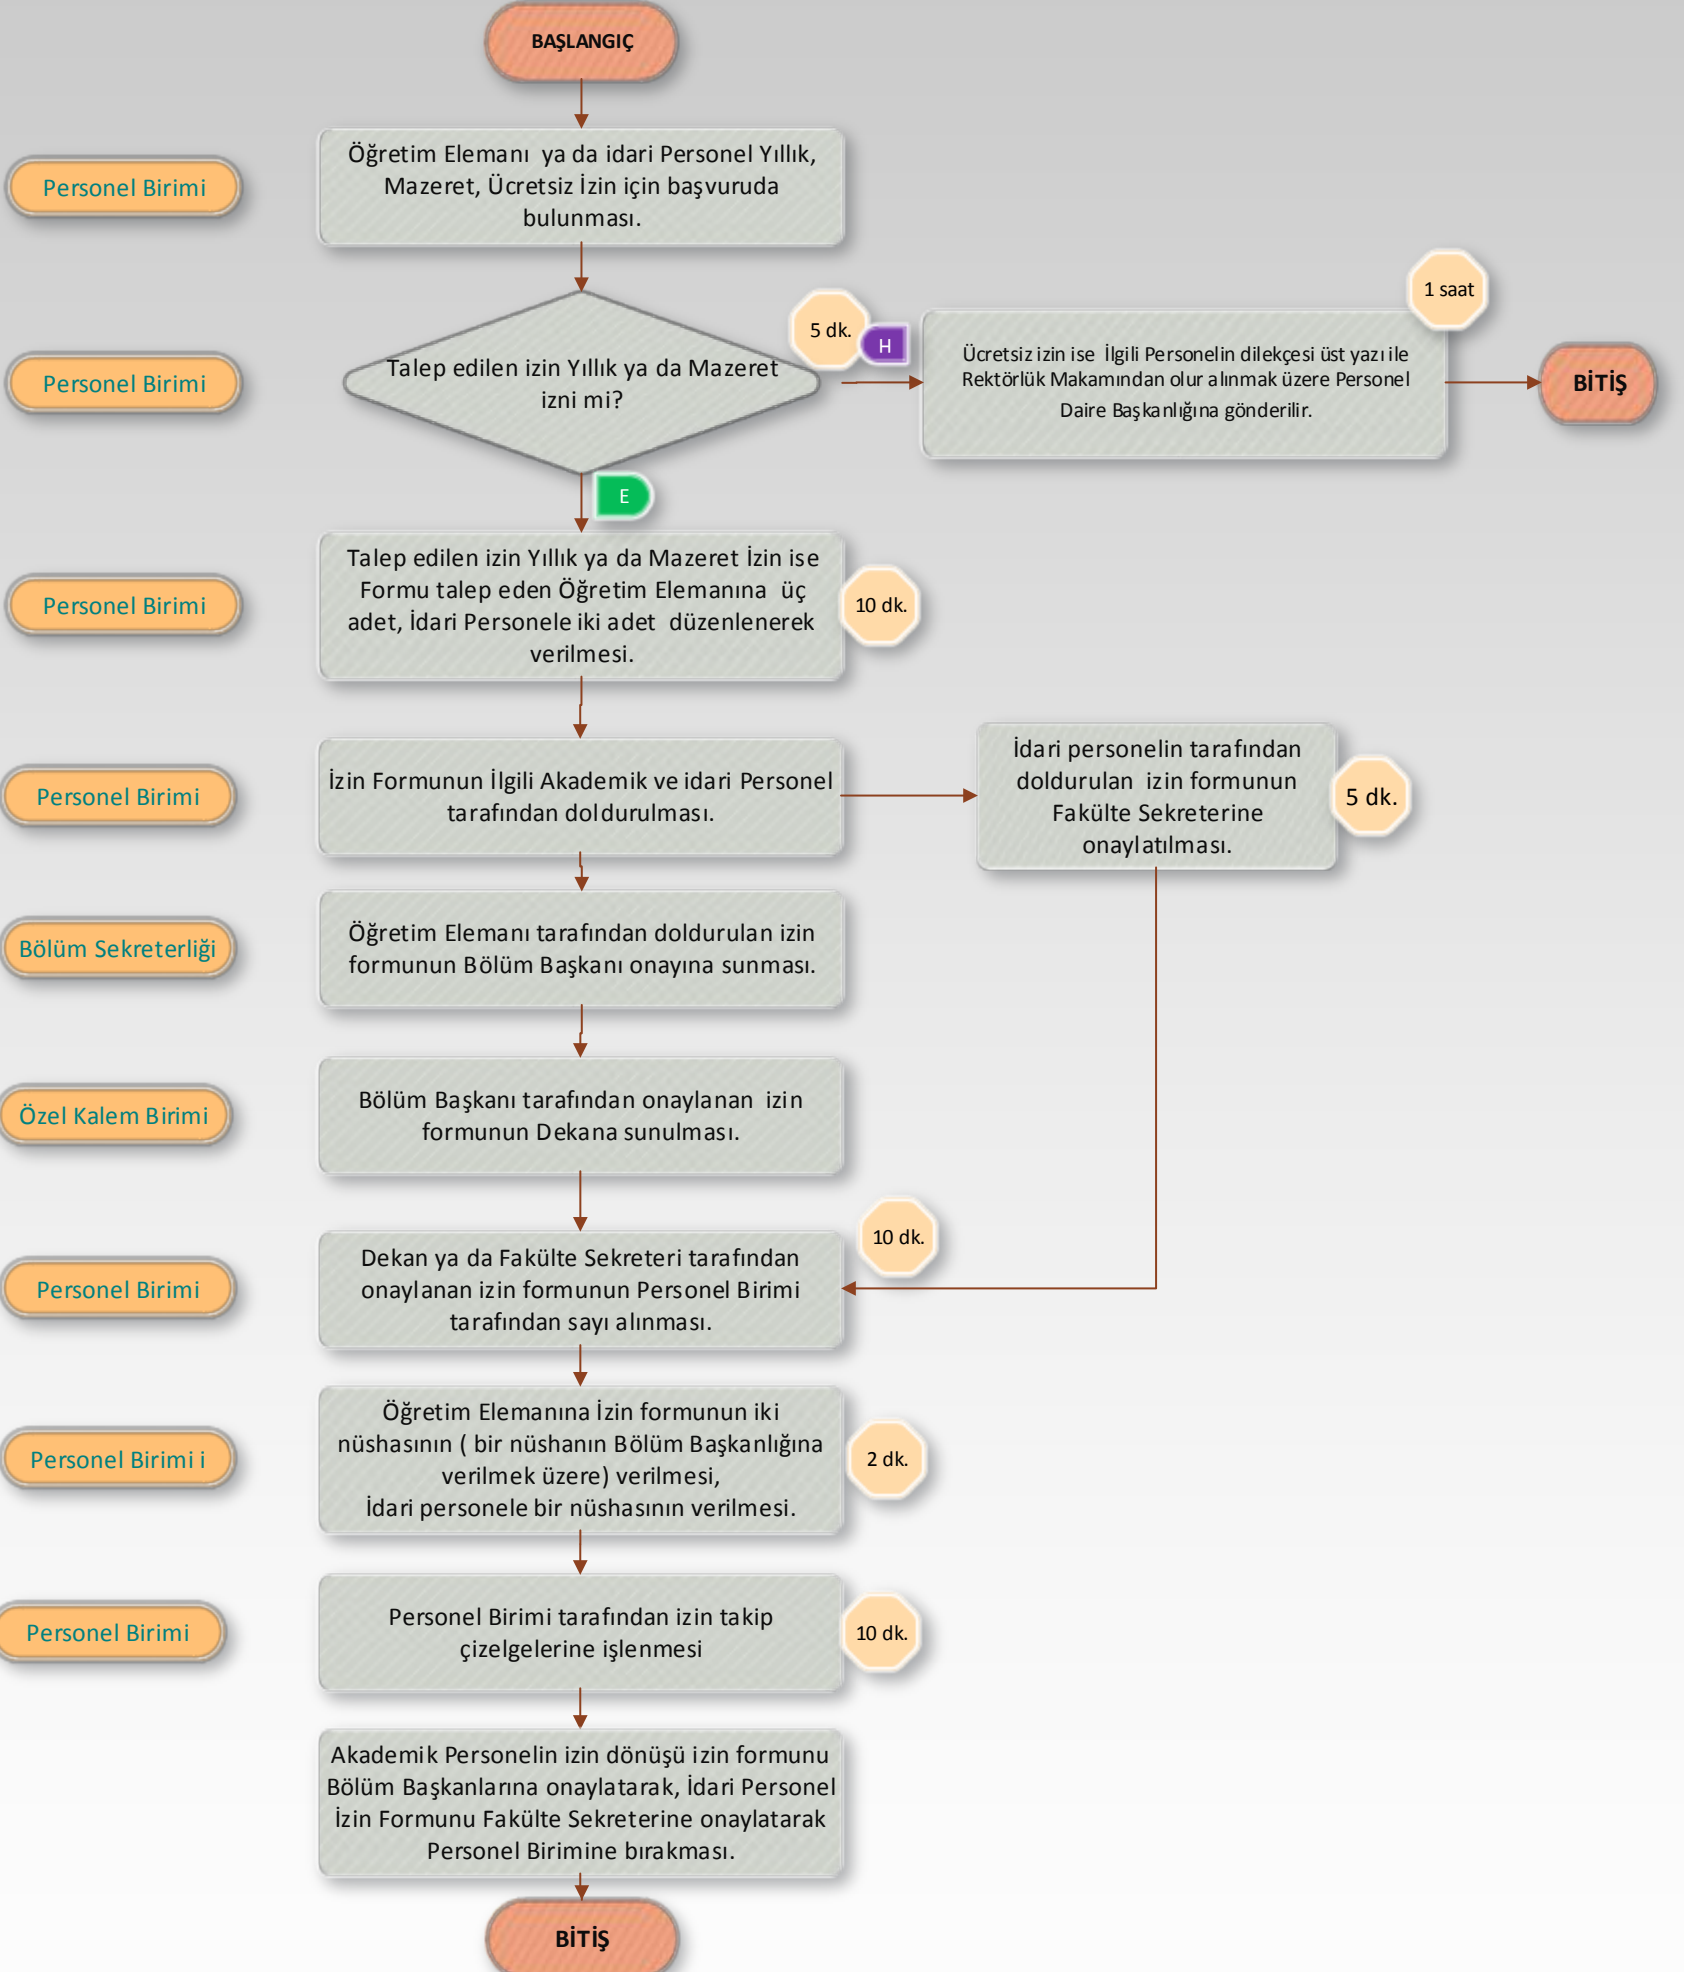 BAŞLANGIÇ
Personel Birimi
Öğretim Elemanı ya da idari Personel Yıllık,
Mazeret, Ücretsiz İzin için başvuruda
bulunması.
Personel Birimi
Talep edilen izin Yıllık ya da Mazeret
izni mi?
5 dk.
H
1 saat
Ücretsiz izin ise İlgili Personelin dilekçesi üst yazı ile
Rektörlük Makamından olur alınmak üzere Personel
Daire Başkanlığına gönderilir.
BİTİŞ
E
Personel Birimi
Talep edilen izin Yıllık ya da Mazeret İzin ise
Formu talep eden Öğretim Elemanına üç
adet, İdari Personele iki adet düzenlenerek
verilmesi.
10 dk.
Personel Birimi
İzin Formunun İlgili Akademik ve idari Personel
tarafından doldurulması.
İdari personelin tarafından
doldurulan izin formunun
Fakülte Sekreterine
onaylatılması.
5 dk.
Bölüm Sekreterliği
Öğretim Elemanı tarafından doldurulan izin
formunun Bölüm Başkanı onayına sunması.
Özel Kalem Birimi
Bölüm Başkanı tarafından onaylanan izin
formunun Dekana sunulması.
Personel Birimi
Dekan ya da Fakülte Sekreteri tarafından
onaylanan izin formunun Personel Birimi
tarafından sayı alınması.
10 dk.
Personel Birimi i
Öğretim Elemanına İzin formunun iki
nüshasının ( bir nüshanın Bölüm Başkanlığına
verilmek üzere) verilmesi,
İdari personele bir nüshasının verilmesi.
2 dk.
Personel Birimi
Personel Birimi tarafından izin takip
çizelgelerine işlenmesi
10 dk.
Akademik Personelin izin dönüşü izin formunu
Bölüm Başkanlarına onaylatarak, İdari Personel
İzin Formunu Fakülte Sekreterine onaylatarak
Personel Birimine bırakması.
BİTİŞ